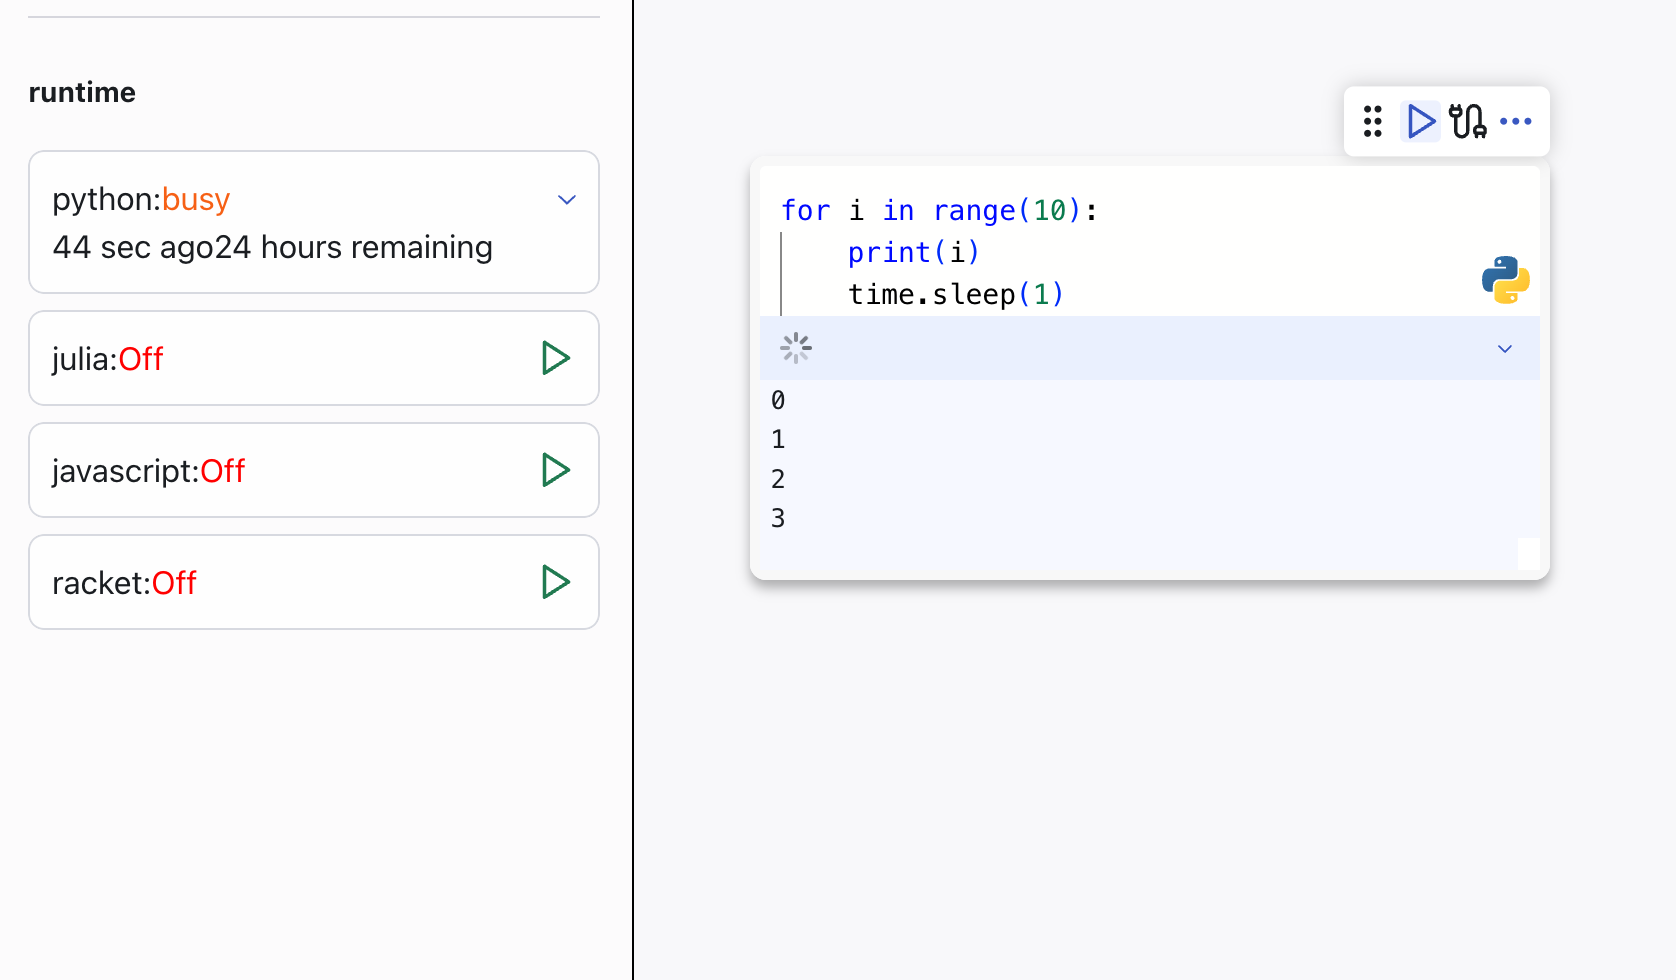 runtime
python:busy
44 sec ago24 hours remaining
julia:Off
javascript:Off
racket:Off
for i in range(10):
    print(i)
    time.sleep(1)
0
1
2
3